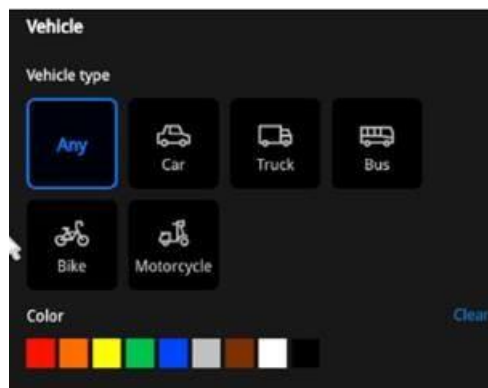 Vehicle
Vehicle type
Any
Car
Truck
Bus
Bike
Motorcycle
Color
Clear